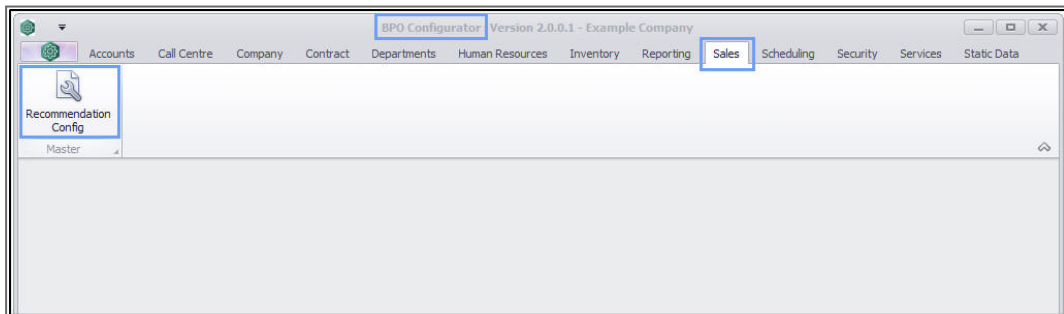 BPO Configurator Version 2.0.0.1 - Example Company
Accounts Call Centre Company Contract Departments Human Resources Inventory Reporting Sales Scheduling Security Services Static Data
Recommendation
Config
Master